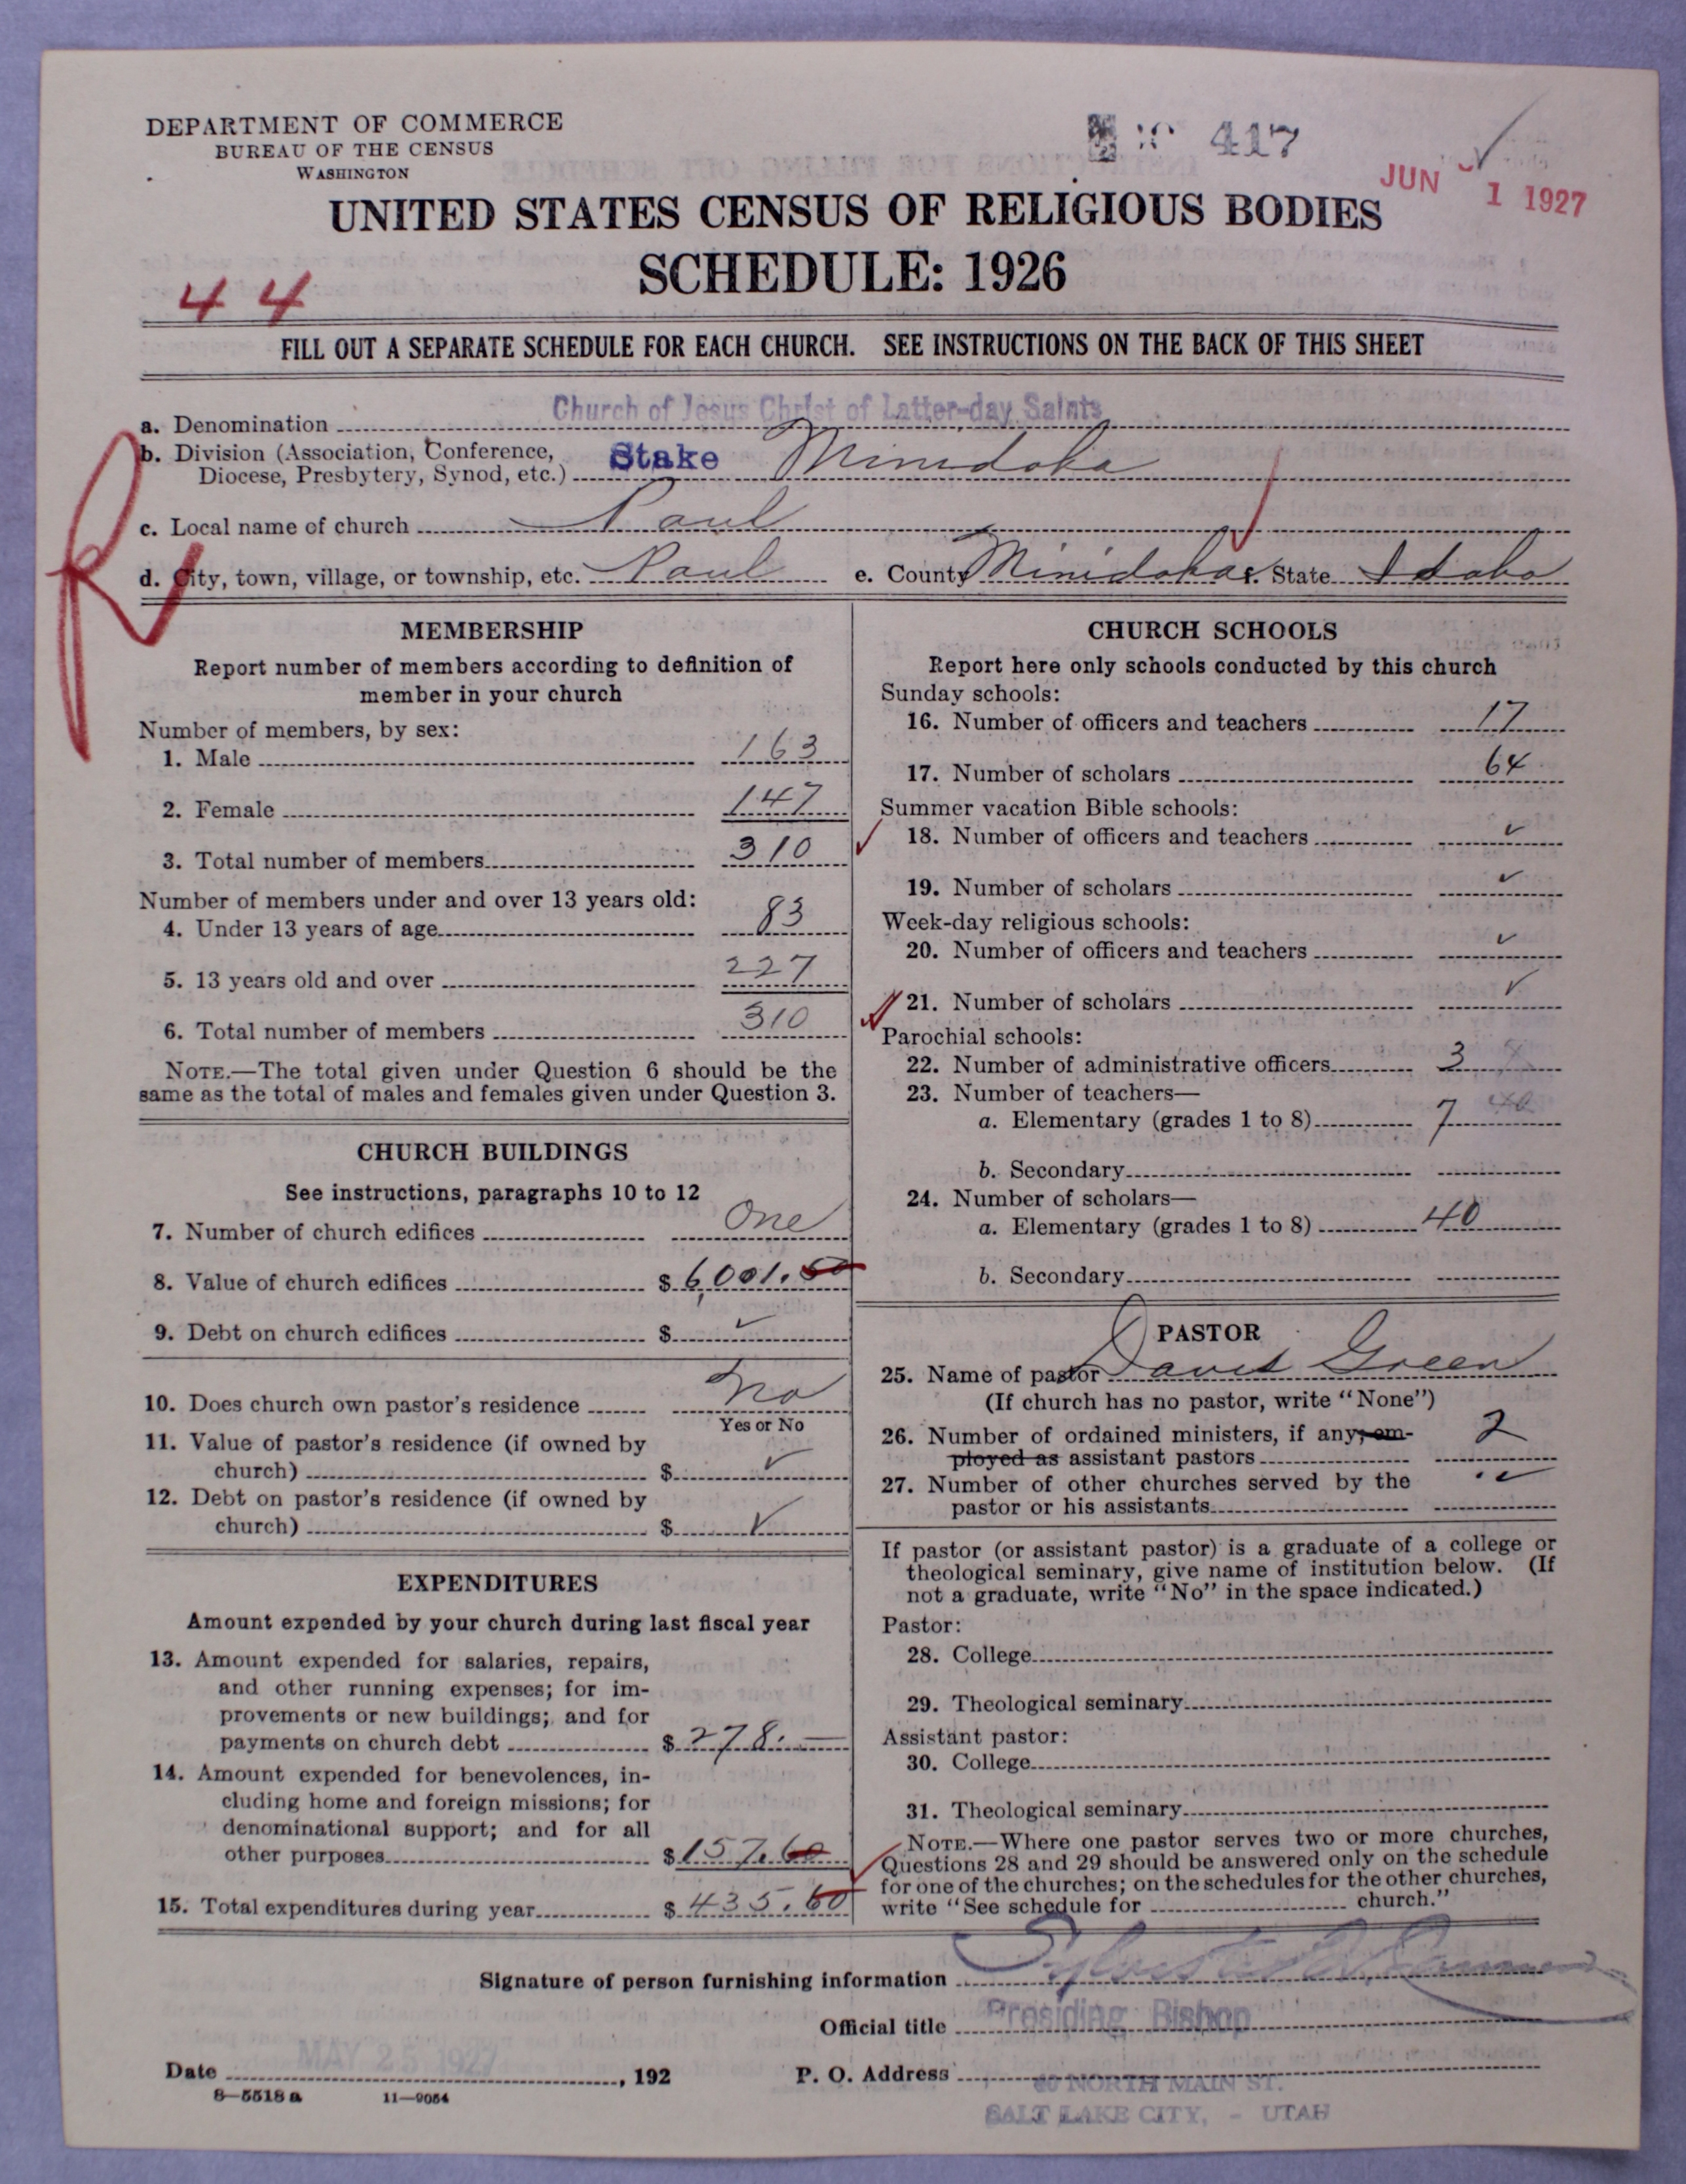 DEPARTMENT OF COMMERCE
BUREAU OF THE CENSUS
WASHINGTON
417
JUN 1 1927
UNITED STATES CENSUS OF RELIGIOUS BODIES
SCHEDULE: 1926
44
FILL OUT A SEPARATE SCHEDULE FOR EACH CHURCH. SEE INSTRUCTIONS ON THE BACK OF THIS SHEET
a. Denomination Church of Jesus Christ of Latter-day Saints
b. Division (Association, Conference,
Diocese, Presbytery, Synod, etc.) Stake Minidoka
c. Local name of church Paul
d. City, town, village, or township, etc. Paul e. County Minidoka f. State Idaho
R
MEMBERSHIP
Report number of members according to definition of
member in your church
Number of members, by sex:
1. Male 163
2. Female 147
3. Total number of members 310
Number of members under and over 13 years old:
4. Under 13 years of age 83
5. 13 years old and over 227
6. Total number of members 310
NOTE.—The total given under Question 6 should be the
same as the total of males and females given under Question 3.
CHURCH BUILDINGS
See instructions, paragraphs 10 to 12
7. Number of church edifices One
8. Value of church edifices $ 6,001.50
9. Debt on church edifices $ ✓
10. Does church own pastor's residence No
Yes or No
11. Value of pastor's residence (if owned by
church) $ ✓
12. Debt on pastor's residence (if owned by
church) $ ✓
EXPENDITURES
Amount expended by your church during last fiscal year
13. Amount expended for salaries, repairs,
and other running expenses; for im-
provements or new buildings; and for
payments on church debt $ 278.—
14. Amount expended for benevolences, in-
cluding home and foreign missions; for
denominational support; and for all
other purposes $ 157.60
15. Total expenditures during year $ 435.60
CHURCH SCHOOLS
Report here only schools conducted by this church
Sunday schools:
16. Number of officers and teachers 17
17. Number of scholars 64
Summer vacation Bible schools:
18. Number of officers and teachers ✓
19. Number of scholars ✓
Week-day religious schools:
20. Number of officers and teachers ✓
21. Number of scholars ✓
Parochial schools:
22. Number of administrative officers 3
23. Number of teachers—
a. Elementary (grades 1 to 8) 7
b. Secondary
24. Number of scholars—
a. Elementary (grades 1 to 8) 40
b. Secondary
PASTOR
25. Name of pastor David Green
(If church has no pastor, write "None")
26. Number of ordained ministers, if any, em-
ployed as assistant pastors 2
27. Number of other churches served by the
pastor or his assistants ✓
If pastor (or assistant pastor) is a graduate of a college or
theological seminary, give name of institution below. (If
not a graduate, write "No" in the space indicated.)
Pastor:
28. College
29. Theological seminary
Assistant pastor:
30. College
31. Theological seminary
NOTE.—Where one pastor serves two or more churches,
Questions 28 and 29 should be answered only on the schedule
for one of the churches; on the schedules for the other churches,
write "See schedule for church."
Signature of person furnishing information Sylvester Q. Cannon
Official title Presiding Bishop
Date MAY 25 1927, 192
P. O. Address 40 NORTH MAIN ST.
SALT LAKE CITY, - UTAH
8—5518 a 11—9054